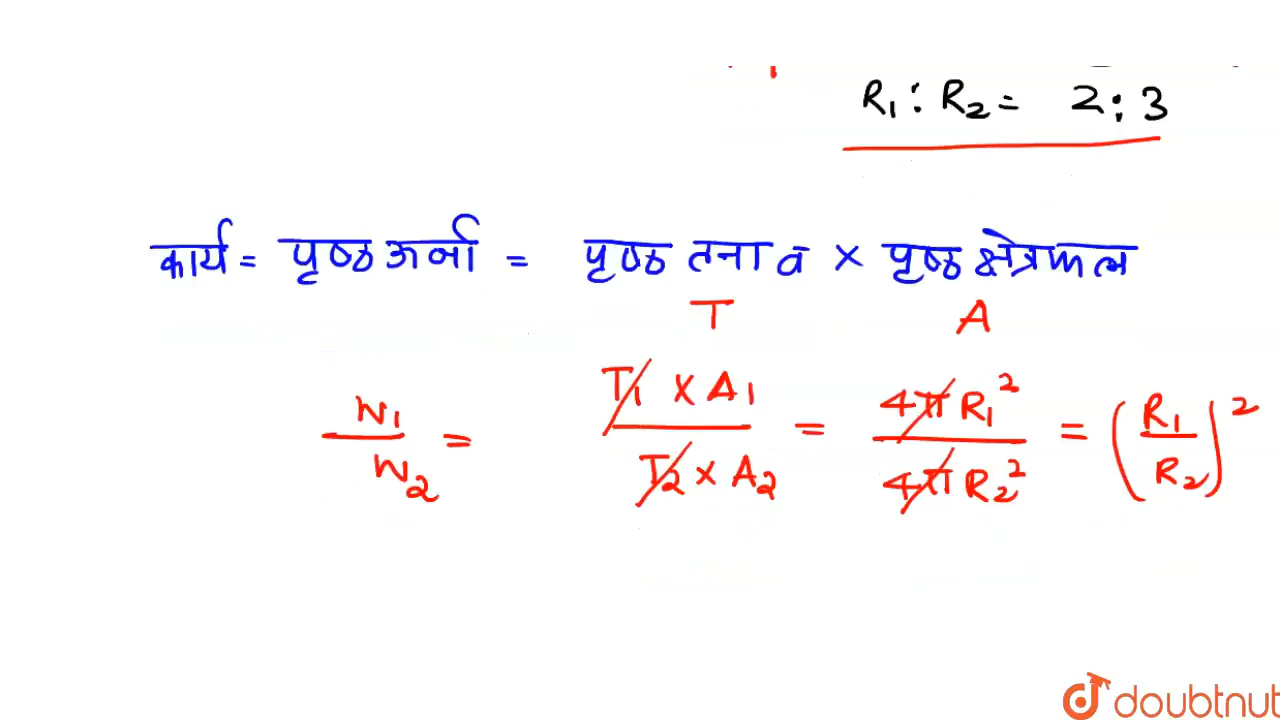 R₁ : R₂ = 2 : 3
कार्य = पृष्ठ ऊर्जा = पृष्ठ तनाव × पृष्ठ क्षेत्रफल
T A
W₁/W₂ = T₁ × A₁/T₂ × A₂ = 4πR₁²/4πR₂² = (R₁/R₂)²
doubtnut